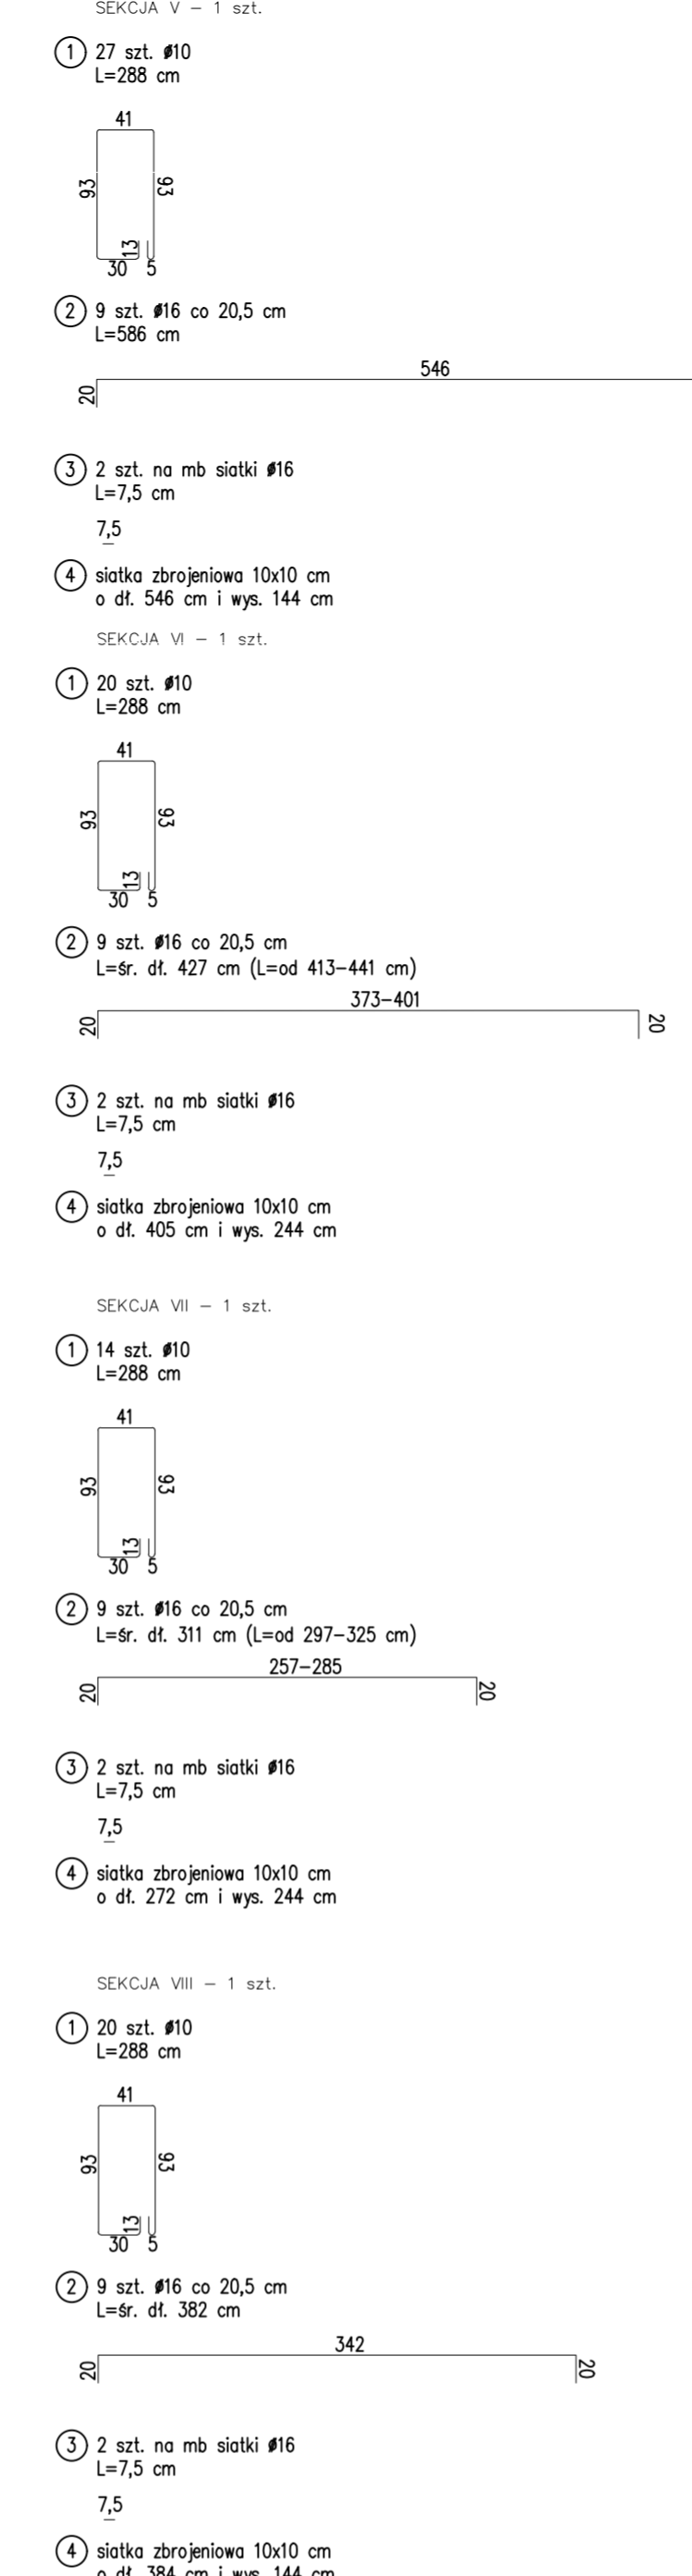 SEKCJA V – 1 szt.
1 27 szt. ø10
L=288 cm
41
93 93
13
30 5
2 9 szt. ø16 co 20,5 cm
L=586 cm
546
20
3 2 szt. na mb siatki ø16
L=7,5 cm
7,5
4 siatka zbrojeniowa 10x10 cm
o dł. 546 cm i wys. 144 cm
SEKCJA VI – 1 szt.
1 20 szt. ø10
L=288 cm
41
93 93
13
30 5
2 9 szt. ø16 co 20,5 cm
L=śr. dł. 427 cm (L=od 413–441 cm)
373–401
20 20
3 2 szt. na mb siatki ø16
L=7,5 cm
7,5
4 siatka zbrojeniowa 10x10 cm
o dł. 405 cm i wys. 244 cm
SEKCJA VII – 1 szt.
1 14 szt. ø10
L=288 cm
41
93 93
13
30 5
2 9 szt. ø16 co 20,5 cm
L=śr. dł. 311 cm (L=od 297–325 cm)
257–285
20 20
3 2 szt. na mb siatki ø16
L=7,5 cm
7,5
4 siatka zbrojeniowa 10x10 cm
o dł. 272 cm i wys. 244 cm
SEKCJA VIII – 1 szt.
1 20 szt. ø10
L=288 cm
41
93 93
13
30 5
2 9 szt. ø16 co 20,5 cm
L=śr. dł. 382 cm
342
20 20
3 2 szt. na mb siatki ø16
L=7,5 cm
7,5
4 siatka zbrojeniowa 10x10 cm
o dł. 384 cm i wys. 144 cm